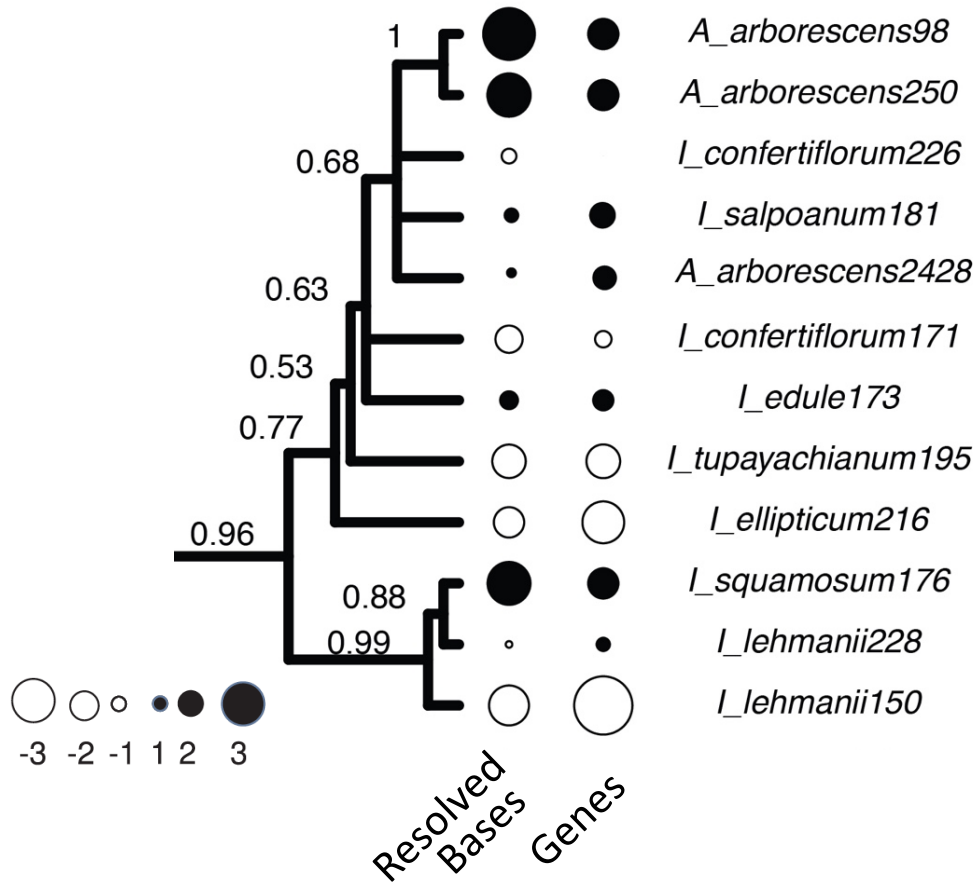 1
A_arborescens98
A_arborescens250
0.68
I_confertiflorum226
I_salpoanum181
A_arborescens2428
0.63
I_confertiflorum171
0.53
I_edule173
0.77
I_tupayachianum195
I_ellipticum216
0.96
0.88
I_squamosum176
0.99
I_lehmanii228
I_lehmanii150
-3 -2 -1 1 2 3
Resolved
Bases
Genes